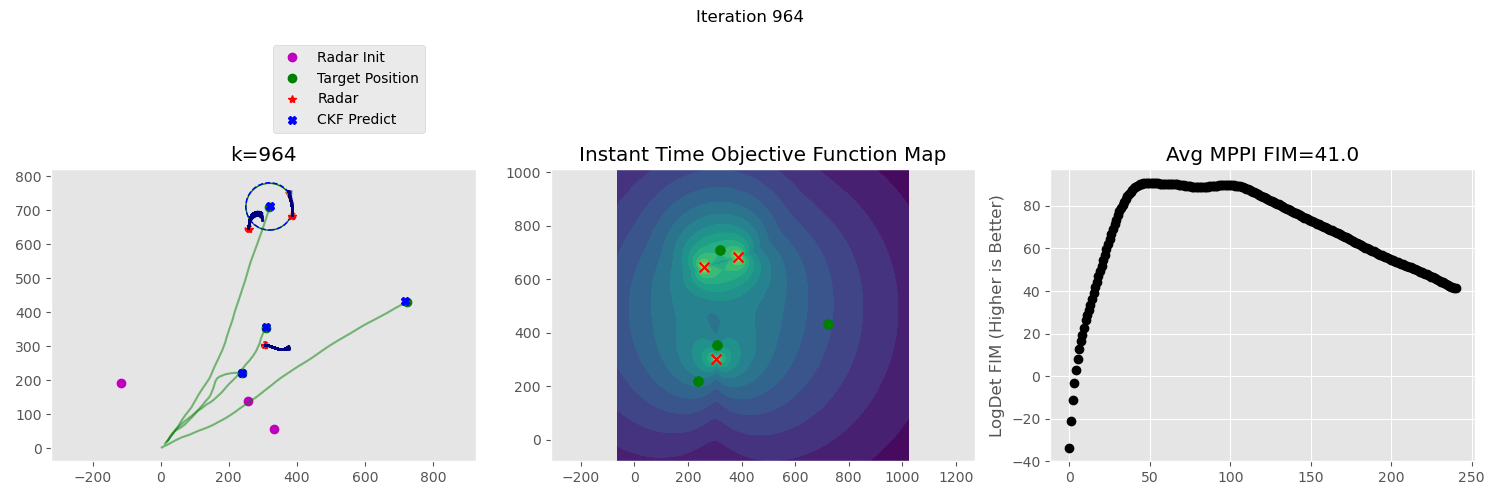 Iteration 964
Radar Init
Target Position
Radar
CKF Predict
k=964
800
700
600
500
400
300
200
100
0
−200 0 200 400 600 800
Instant Time Objective Function Map
1000
800
600
400
200
0
−200 0 200 400 600 800 1000 1200
Avg MPPI FIM=41.0
LogDet FIM (Higher is Better)
80
60
40
20
0
−20
−40
0 50 100 150 200 250